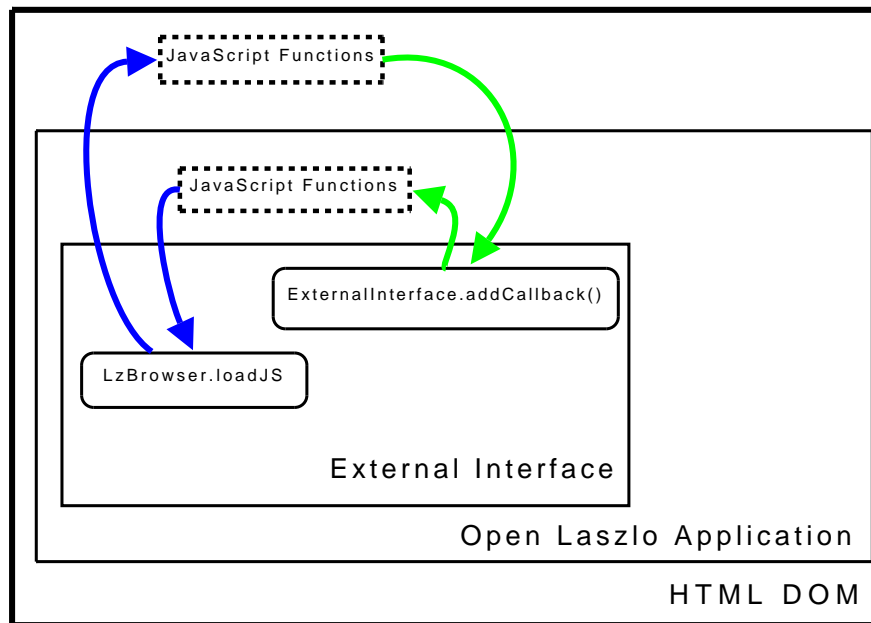 JavaScript Functions
JavaScript Functions
ExternalInterface.addCallback()
LzBrowser.loadJS
External Interface
Open Laszlo Application
HTML DOM